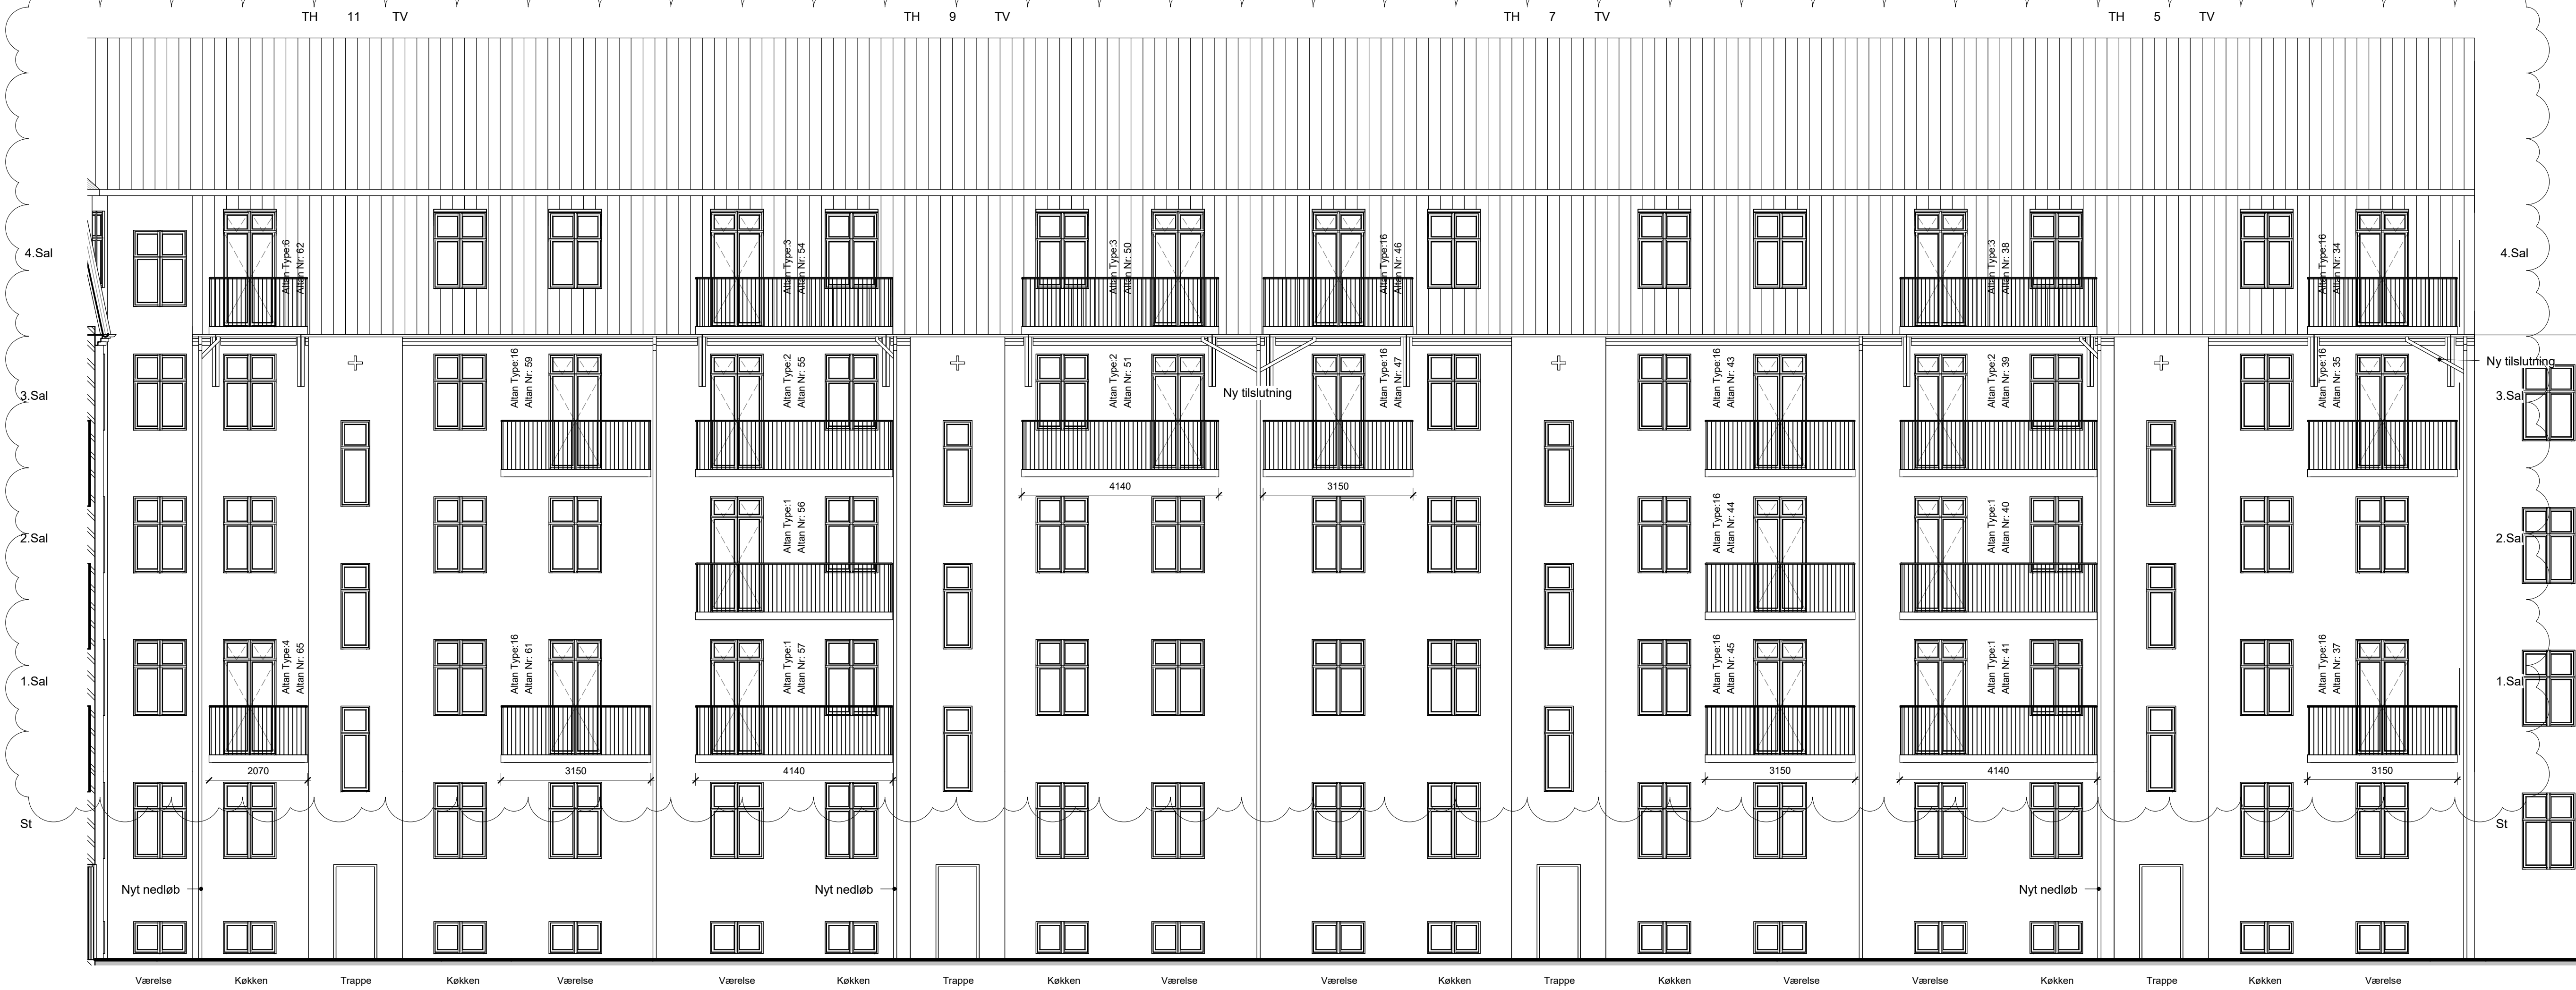 TH 11 TV
TH 9 TV
TH 7 TV
TH 5 TV
4.Sal
Altan Type:6
Altan Nr: 62
Altan Type:3
Altan Nr: 54
Altan Type:3
Altan Nr: 50
Altan Type:16
Altan Nr: 46
Altan Type:3
Altan Nr: 38
Altan Type:16
Altan Nr: 34
4.Sal
3.Sal
Altan Type:16
Altan Nr: 59
Altan Type:2
Altan Nr: 55
Altan Type:2
Altan Nr: 51
Ny tilslutning
Altan Type:16
Altan Nr: 47
Altan Type:16
Altan Nr: 43
Altan Type:2
Altan Nr: 39
Altan Type:16
Altan Nr: 35
Ny tilslutning
3.Sal
4140
3150
2.Sal
Altan Type:1
Altan Nr: 56
Altan Type:16
Altan Nr: 44
Altan Type:1
Altan Nr: 40
2.Sal
1.Sal
Altan Type:4
Altan Nr: 65
Altan Type:16
Altan Nr: 61
Altan Type:1
Altan Nr: 57
Altan Type:16
Altan Nr: 45
Altan Type:1
Altan Nr: 41
Altan Type:16
Altan Nr: 37
1.Sal
2070
3150
4140
3150
4140
3150
St
St
Nyt nedløb
Nyt nedløb
Nyt nedløb
Værelse Køkken Trappe Køkken Værelse Værelse Køkken Trappe Køkken Værelse Værelse Køkken Trappe Køkken Værelse Værelse Køkken Trappe Køkken Værelse